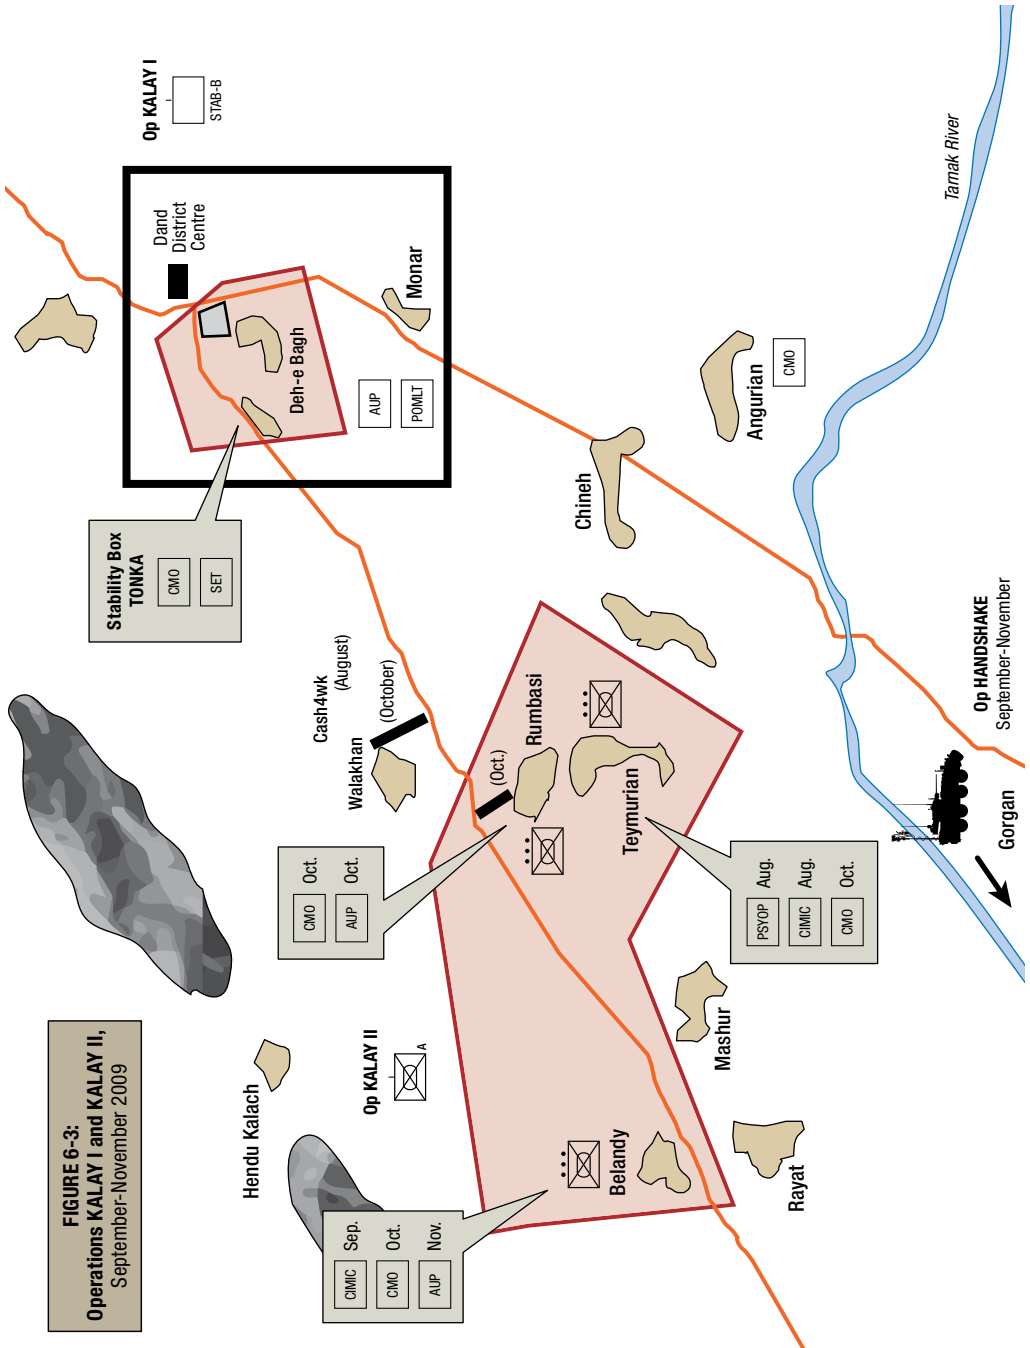 FIGURE 6-3:
Operations KALAY I and KALAY II,
September-November 2009
Hendu Kalach
CIMIC Sep.
CMO Oct.
AUP Nov.
Op KALAY II
A
Belandy
Rayat
Mashur
CMO Oct.
AUP Oct.
Walakhan
Cash4wk
(August)
(October)
(Oct.)
Rumbasi
Teymurian
PSYOP Aug.
CIMIC Aug.
CMO Oct.
Stability Box
TONKA
CMO
SET
Op KALAY I
STAB-B
Dand
District
Centre
Deh-e Bagh
Monar
AUP
POMLT
Chineh
Angurian
CMO
Tarnak River
Op HANDSHAKE
September-November
Gorgan